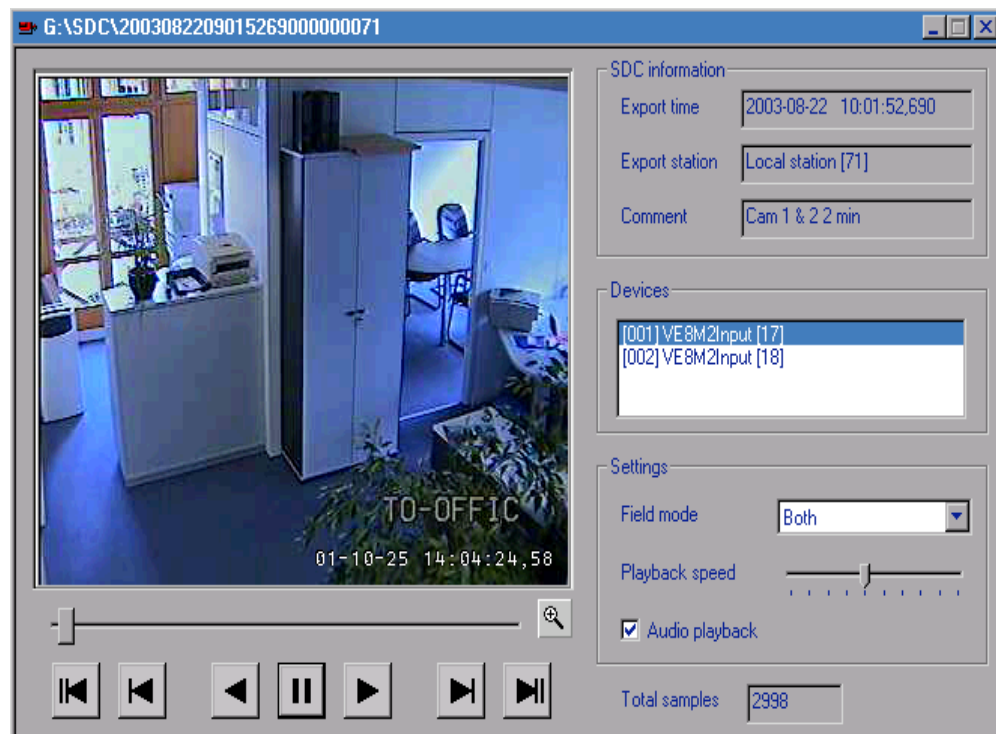 G:\SDC\20030822090152690000000071
SDC information
Export time
2003-08-22 10:01:52,690
Export station
Local station [71]
Comment
Cam 1 & 2 2 min
Devices
[001] VE8M2Input [17]
[002] VE8M2Input [18]
TO-OFFIC
01-10-25 14:04:24,58
Settings
Field mode
Both
Playback speed
Audio playback
Total samples
2998